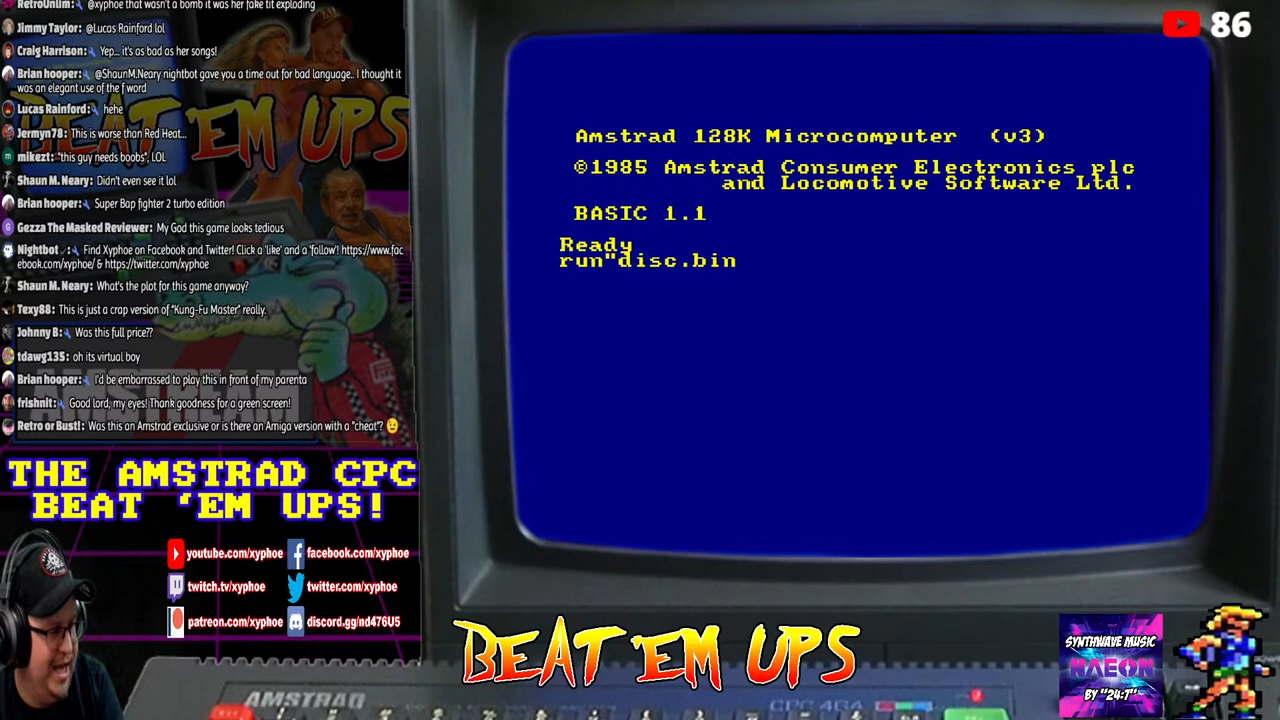 RetroUnlim: @xyphoe that wasn't a bomb it was her fake tit exploding
Jimmy Taylor: @Lucas Rainford lol
Craig Harrison: Yep... it's as bad as her songs!
Brian hooper: @ShaunM.Neary nightbot gave you a time out for bad language.. I thought it
was an elegant use of the f word
Lucas Rainford: hehe
Jermyn78: This is worse than Red Heat...
mikezt: "this guy needs boobs", LOL
Shaun M. Neary: Didn't even see it lol
Brian hooper: Super Bap fighter 2 turbo edition
Gezza The Masked Reviewer: My God this game looks tedious
Nightbot: Find Xyphoe on Facebook and Twitter! Click a 'like' and a 'follow'! https://www.fac
ebook.com/xyphoe/ & https://twitter.com/xyphoe
Shaun M. Neary: What's the plot for this game anyway?
Texy88: This is just a crap version of "Kung-Fu Master" really.
Johnny B: Was this full price??
tdawg135: oh its virtual boy
Brian hooper: I'd be embarrassed to play this in front of my parenta
frishnit: Good lord, my eyes! Thank goodness for a green screen!
Retro or Bust!: Was this an Amstrad exclusive or is there an Amiga version with a "cheat"?
BEAT 'EM UPS
AMSTREAM
THE AMSTRAD CPC
BEAT 'EM UPS!
youtube.com/xyphoe
facebook.com/xyphoe
twitch.tv/xyphoe
twitter.com/xyphoe
patreon.com/xyphoe
discord.gg/nd476U5
86
Amstrad 128K Microcomputer (v3)
©1985 Amstrad Consumer Electronics plc
and Locomotive Software Ltd.
BASIC 1.1
Ready
run"disc.bin
BEAT 'EM UPS
AMSTRAD
CPC 464
SYNTHWAVE MUSIC
NAEON
BY "24:7"